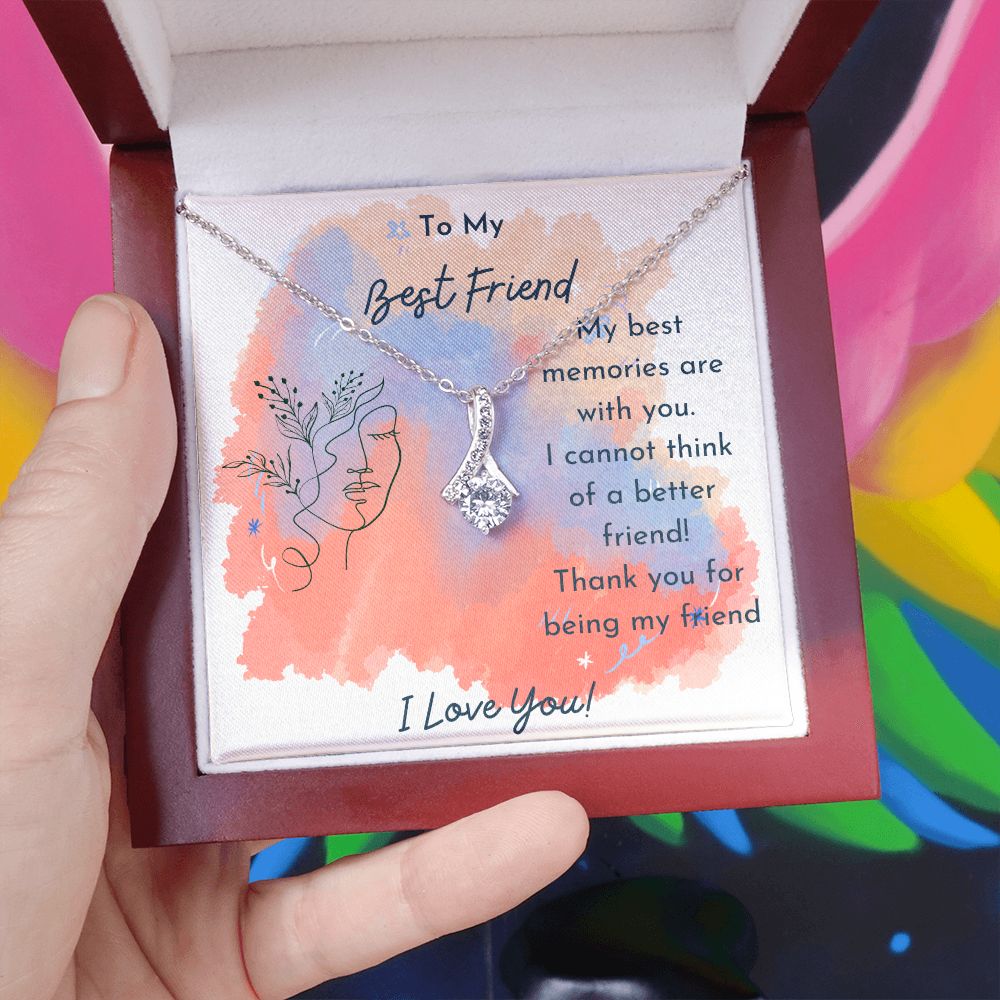 To My
Best Friend
My best
memories are
with you.
I cannot think
of a better
friend!
Thank you for
being my friend
I Love You!